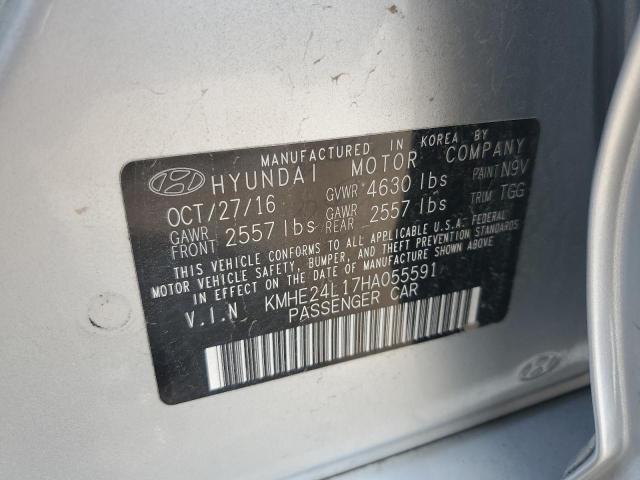 MANUFACTURED IN KOREA BY
HYUNDAI MOTOR COMPANY
OCT/27/16 GVWR 4630 lbs PAINT N9V
GAWR FRONT 2557 lbs GAWR REAR 2557 lbs TRIM TGG
THIS VEHICLE CONFORMS TO ALL APPLICABLE U.S.A. FEDERAL
MOTOR VEHICLE SAFETY, BUMPER, AND THEFT PREVENTION STANDARDS
IN EFFECT ON THE DATE OF MANUFACTURE SHOWN ABOVE.
V.I.N KMHE24L17HA055591
PASSENGER CAR